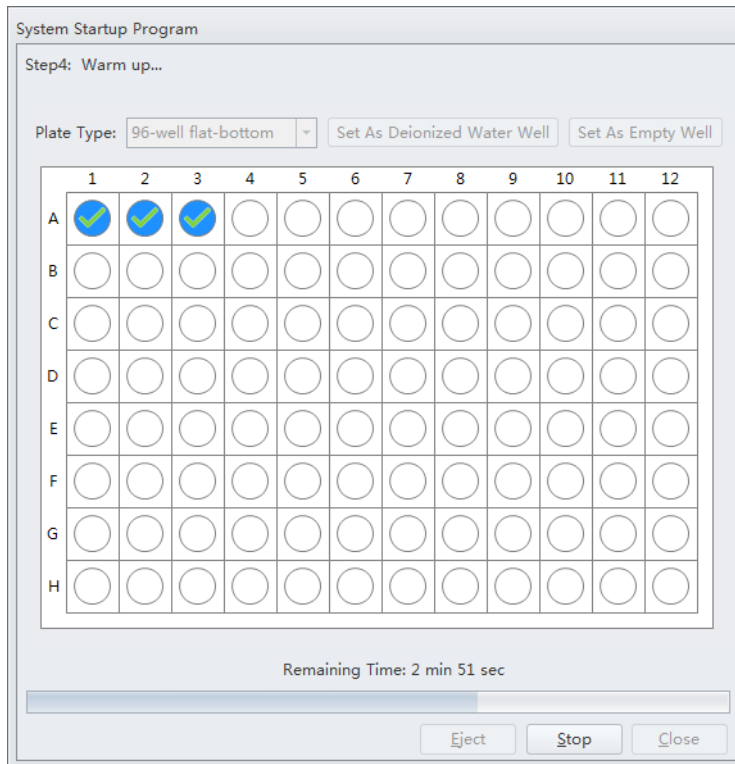 System Startup Program
Step4: Warm up...
Plate Type: 96-well flat-bottom Set As Deionized Water Well Set As Empty Well
1 2 3 4 5 6 7 8 9 10 11 12
A
B
C
D
E
F
G
H
Remaining Time: 2 min 51 sec
Eject Stop Close